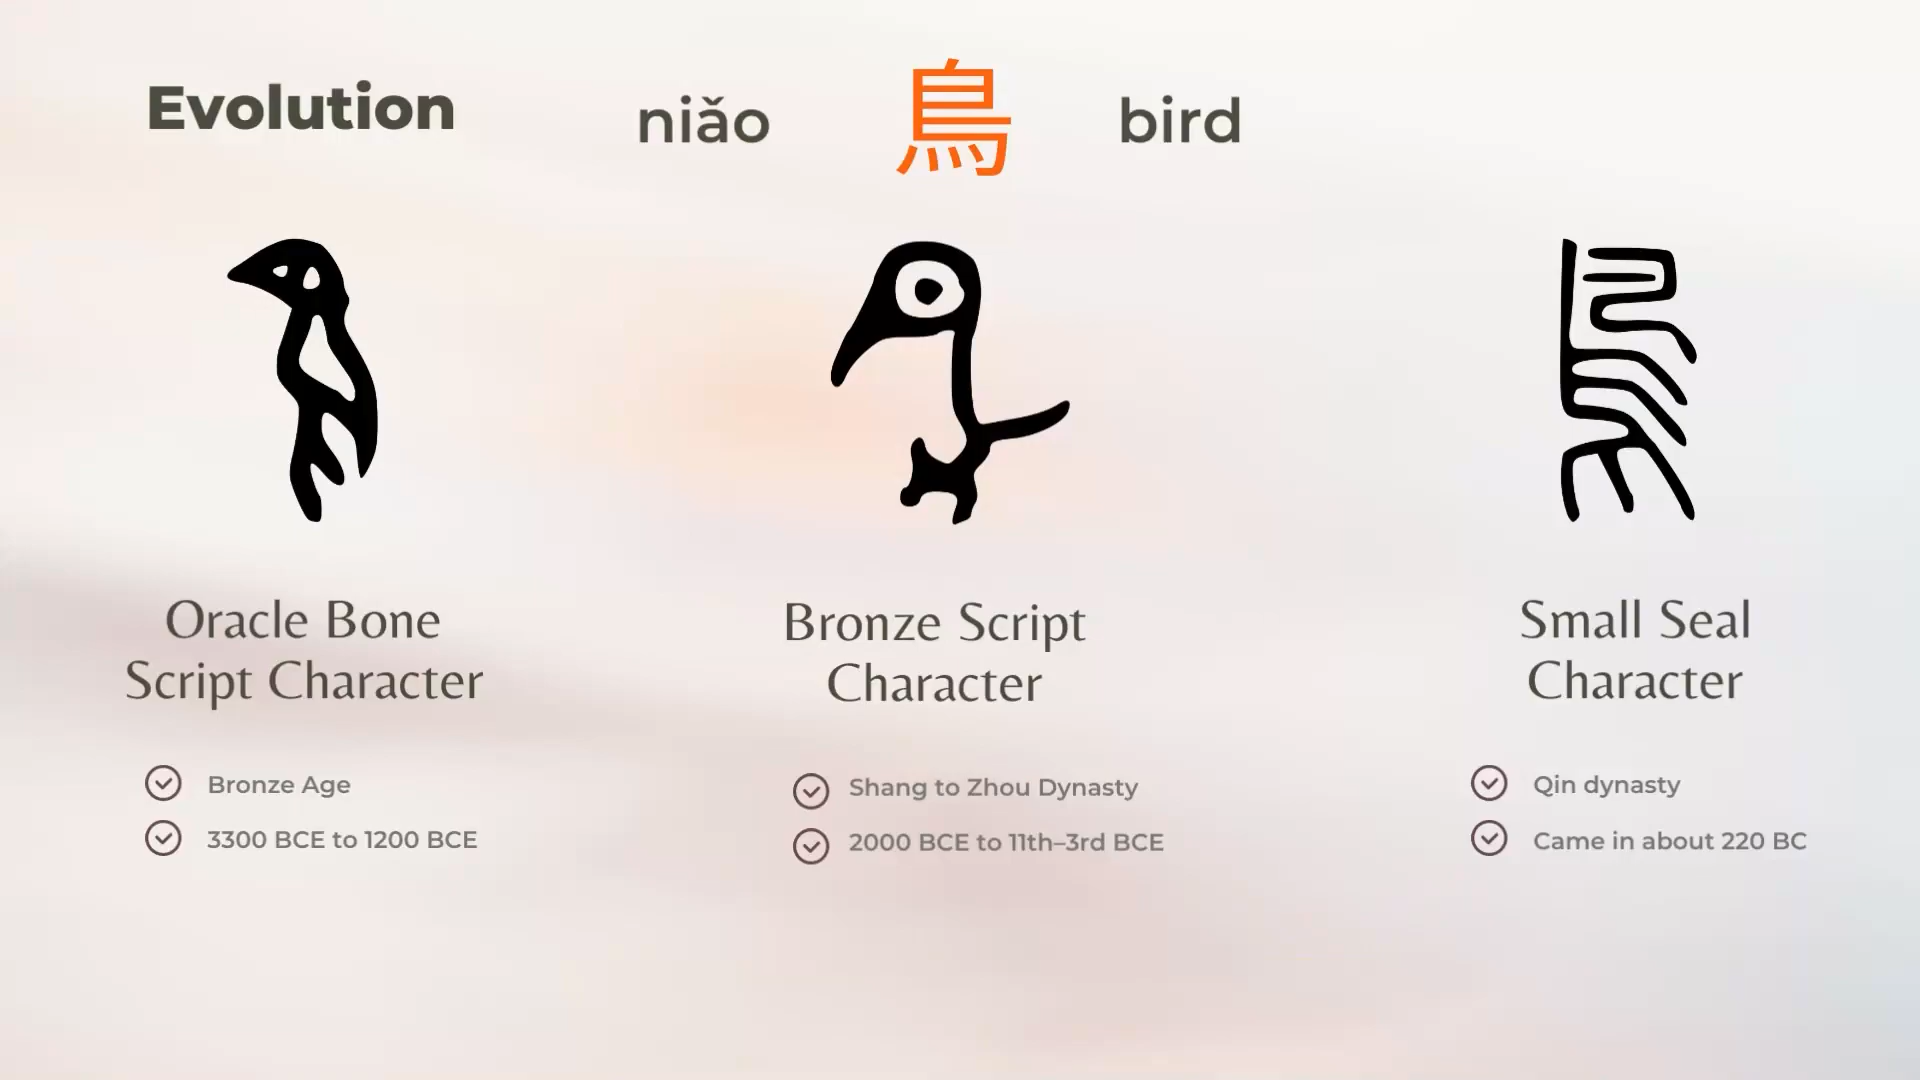 Evolution
niǎo
鳥
bird
Oracle Bone
Script Character
Bronze Script
Character
Small Seal
Character
Bronze Age
3300 BCE to 1200 BCE
Shang to Zhou Dynasty
2000 BCE to 11th–3rd BCE
Qin dynasty
Came in about 220 BC